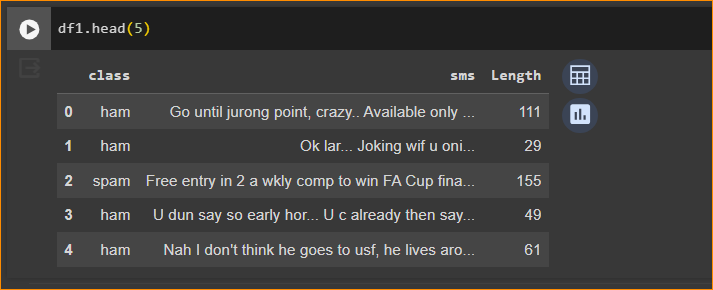 df1.head(5)
class sms Length
0 ham Go until jurong point, crazy.. Available only ... 111
1 ham Ok lar... Joking wif u oni... 29
2 spam Free entry in 2 a wkly comp to win FA Cup fina... 155
3 ham U dun say so early hor... U c already then say... 49
4 ham Nah I don't think he goes to usf, he lives aro... 61